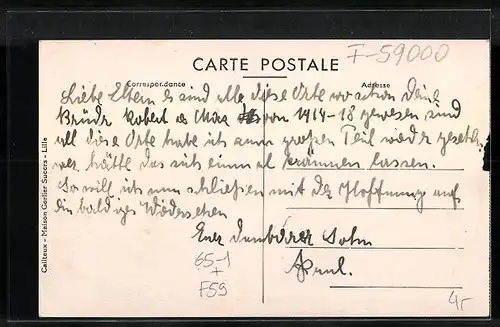 F-59000
CARTE POSTALE
Correspondance
Adresse
Liebe Eltern es sind alle diese Orte wo schon deine
Brüder Robert u Max von 1914-18 gewesen sind
all diese Orte habe ich zum großen Teil wieder gesehen
wer hätte das sich einmal träumen lassen.
So will ich nun schließen mit der Hoffnung auf
ein baldiges Wiedersehen
Euer dankbarer Sohn
Paul.
65-1
+
F59
4,-
Cailteux - Maison Gerlier Succrs - Lille